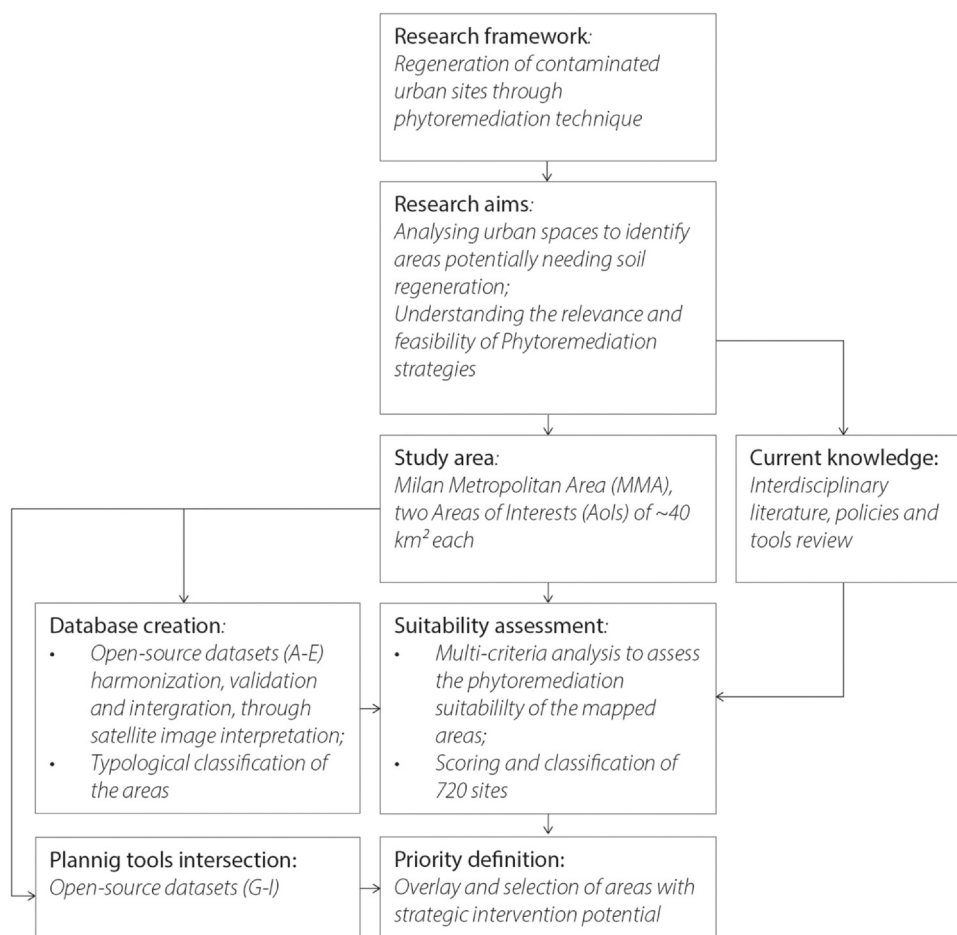 Research framework:
Regeneration of contaminated
urban sites through
phytoremediation technique
Research aims:
Analysing urban spaces to identify
areas potentially needing soil
regeneration;
Understanding the relevance and
feasibility of Phytoremediation
strategies
Study area:
Milan Metropolitan Area (MMA),
two Areas of Interests (AoIs) of ~40
km² each
Current knowledge:
Interdisciplinary
literature, policies and
tools review
Database creation:
• Open-source datasets (A-E)
harmonization, validation
and intergration, through
satellite image interpretation;
• Typological classification of
the areas
Suitability assessment:
• Multi-criteria analysis to assess
the phytoremediation
suitabililty of the mapped
areas;
• Scoring and classification of
720 sites
Plannig tools intersection:
Open-source datasets (G-I)
Priority definition:
Overlay and selection of areas with
strategic intervention potential